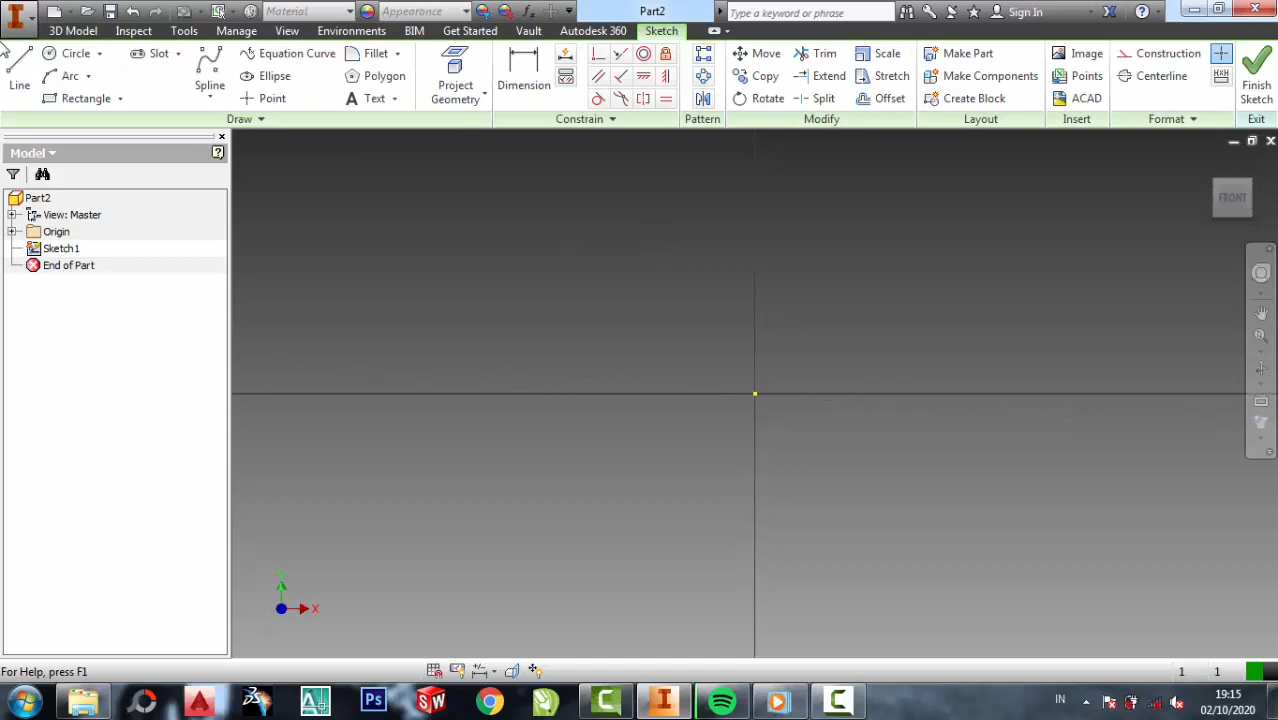 Material
Appearance
Part2
Type a keyword or phrase
Sign In
3D Model
Inspect
Tools
Manage
View
Environments
BIM
Get Started
Vault
Autodesk 360
Sketch
Line
Circle
Arc
Rectangle
Slot
Spline
Equation Curve
Ellipse
Point
Fillet
Polygon
Text
Project
Geometry
Dimension
Move
Copy
Rotate
Trim
Extend
Split
Scale
Stretch
Offset
Make Part
Make Components
Create Block
Image
Points
ACAD
Construction
Centerline
Finish
Sketch
Draw
Constrain
Pattern
Modify
Layout
Insert
Format
Exit
Model
Part2
View: Master
Origin
Sketch1
End of Part
FRONT
X
For Help, press F1
1 1
IN
19:15
02/10/2020